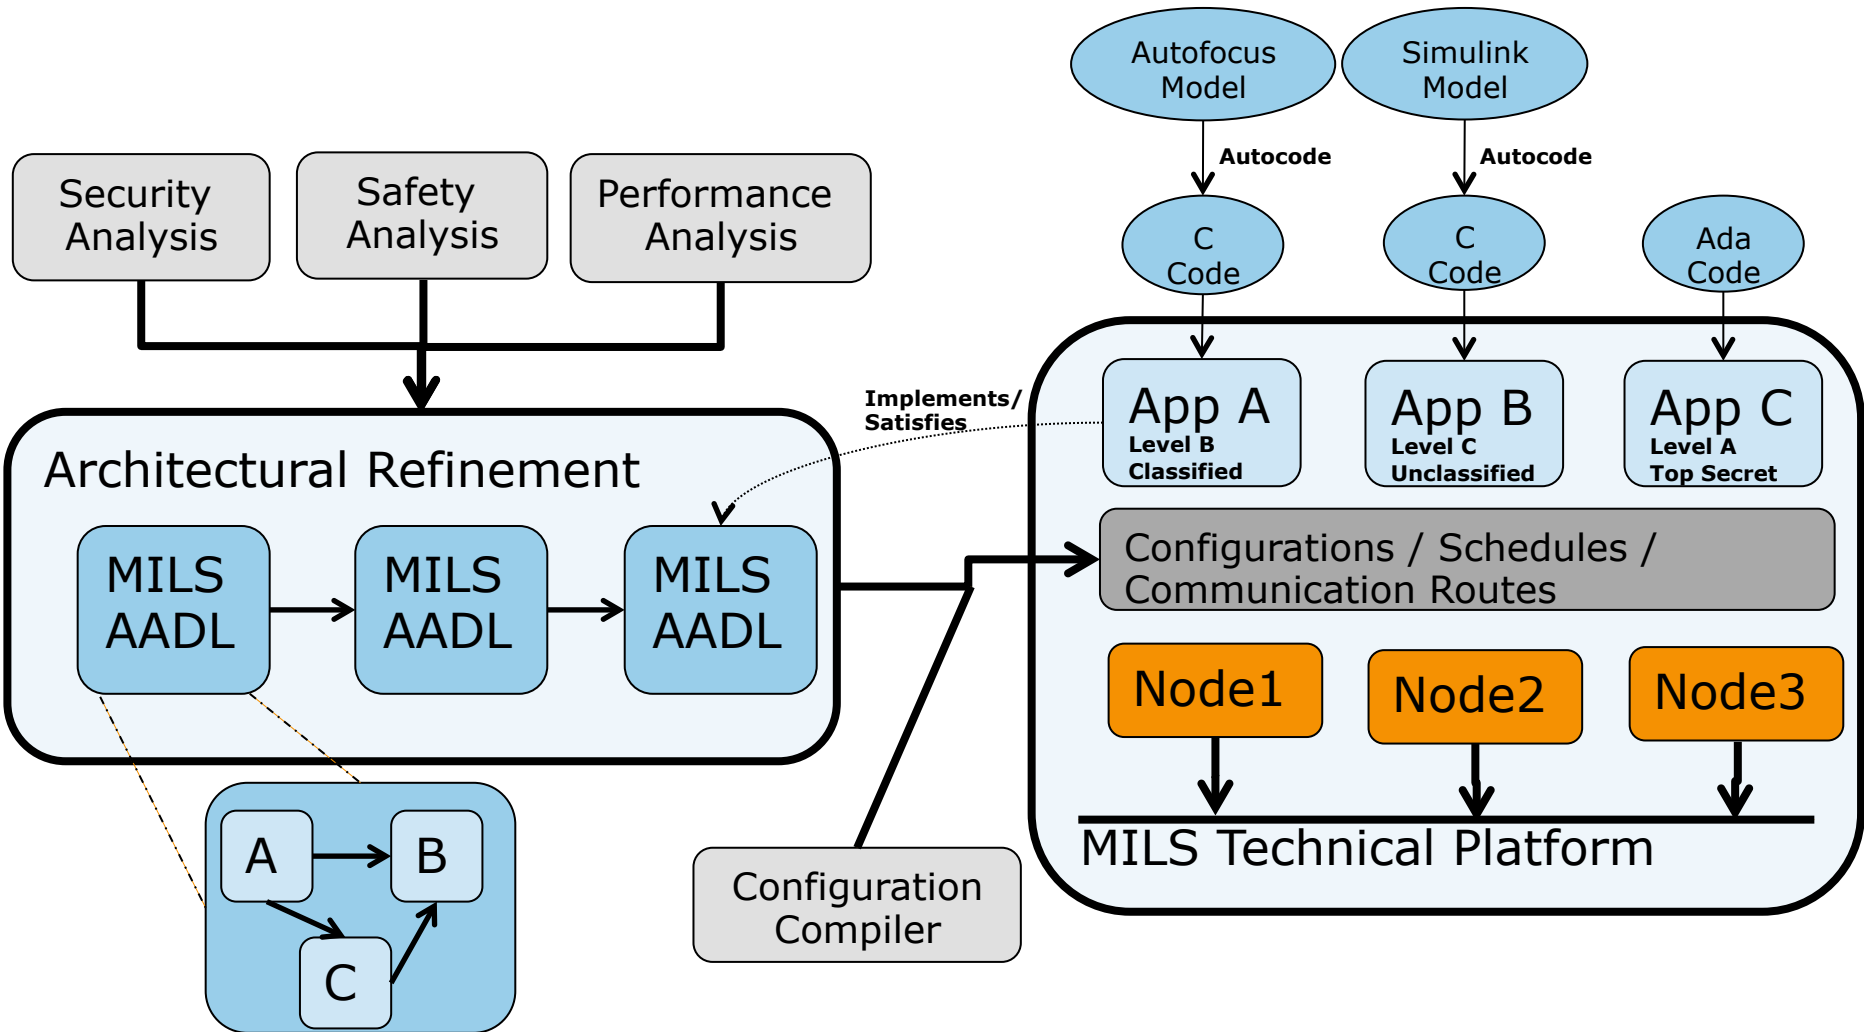 Autofocus
Model
Simulink
Model
Autocode
Autocode
Security
Analysis
Safety
Analysis
Performance
Analysis
C
Code
C
Code
Ada
Code
Implements/
Satisfies
App A
Level B
Classified
App B
Level C
Unclassified
App C
Level A
Top Secret
Architectural Refinement
MILS
AADL
MILS
AADL
MILS
AADL
Configurations / Schedules /
Communication Routes
Node1
Node2
Node3
MILS Technical Platform
A
B
C
Configuration
Compiler